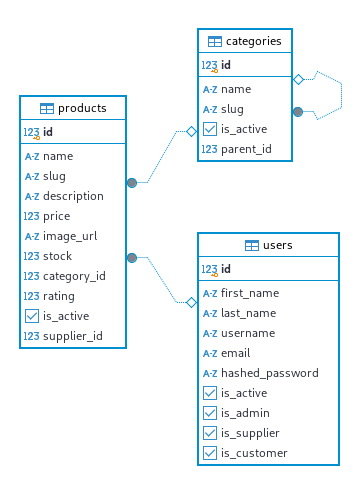 categories
123 id
A-Z name
A-Z slug
is_active
123 parent_id
products
123 id
A-Z name
A-Z slug
A-Z description
123 price
A-Z image_url
123 stock
123 category_id
123 rating
is_active
123 supplier_id
users
123 id
A-Z first_name
A-Z last_name
A-Z username
A-Z email
A-Z hashed_password
is_active
is_admin
is_supplier
is_customer